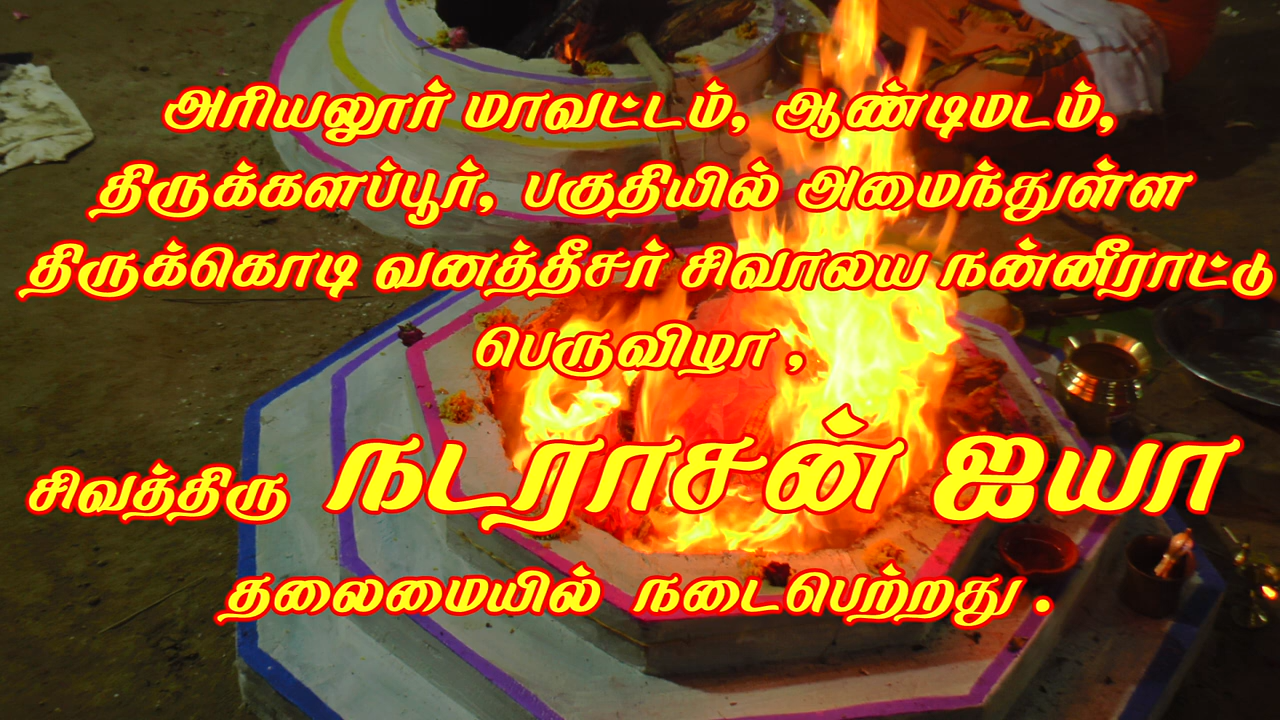 அரியலூர் மாவட்டம், ஆண்டிமடம்,
திருக்களப்பூர், பகுதியில் அமைந்துள்ள
திருக்கொடி வனத்தீசர் சிவாலய நன்னீராட்டு
பெருவிழா ,
சிவத்திரு நடராசன் ஐயா
தலைமையில் நடைபெற்றது .